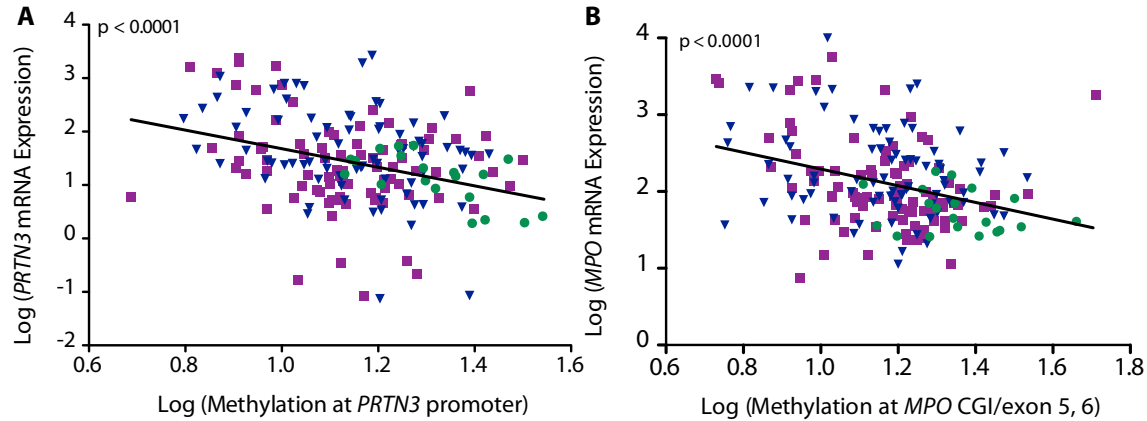 A
p < 0.0001
Log (PRTN3 mRNA Expression)
4
3
2
1
0
-1
-2
0.6 0.8 1.0 1.2 1.4 1.6
Log (Methylation at PRTN3 promoter)
B
p < 0.0001
Log (MPO mRNA Expression)
4
3
2
1
0
0.6 0.8 1.0 1.2 1.4 1.6 1.8
Log (Methylation at MPO CGI/exon 5, 6)